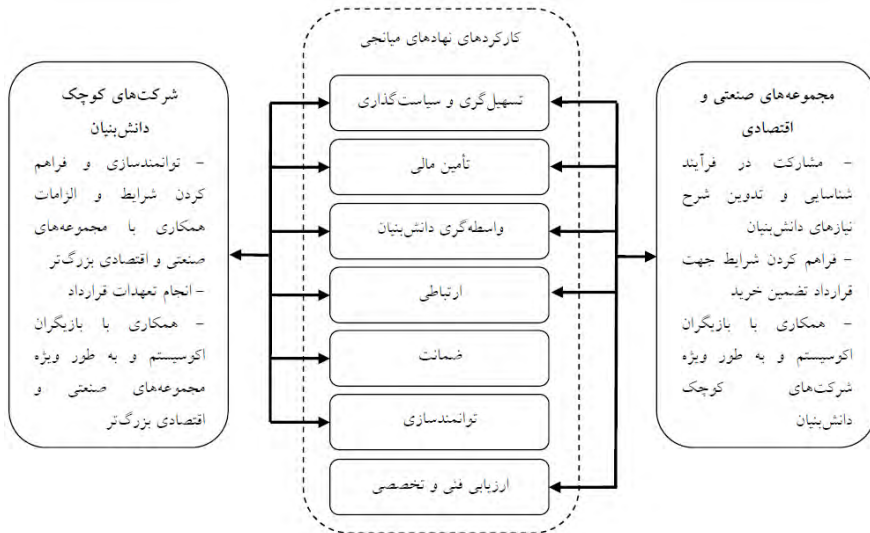 کارکردهای نهادهای میانجی
مجموعه‌های صنعتی و
اقتصادی
– مشارکت در فرآیند
شناسایی و تدوین شرح
نیازهای دانش‌بنیان
– فراهم کردن شرایط جهت
قرارداد تضمین خرید
– همکاری با بازیگران
اکوسیستم و به طور ویژه
شرکت‌های کوچک
دانش‌بنیان
تسهیل‌گری و سیاست‌گذاری
تأمین مالی
واسطه‌گری دانش‌بنیان
ارتباطی
ضمانت
توانمندسازی
ارزیابی فنی و تخصصی
شرکت‌های کوچک
دانش‌بنیان
– توانمندسازی و فراهم
کردن شرایط و الزامات
همکاری با مجموعه‌های
صنعتی و اقتصادی بزرگ‌تر
– انجام تعهدات قرارداد
– همکاری با بازیگران
اکوسیستم و به طور ویژه
مجموعه‌های صنعتی و
اقتصادی بزرگ‌تر